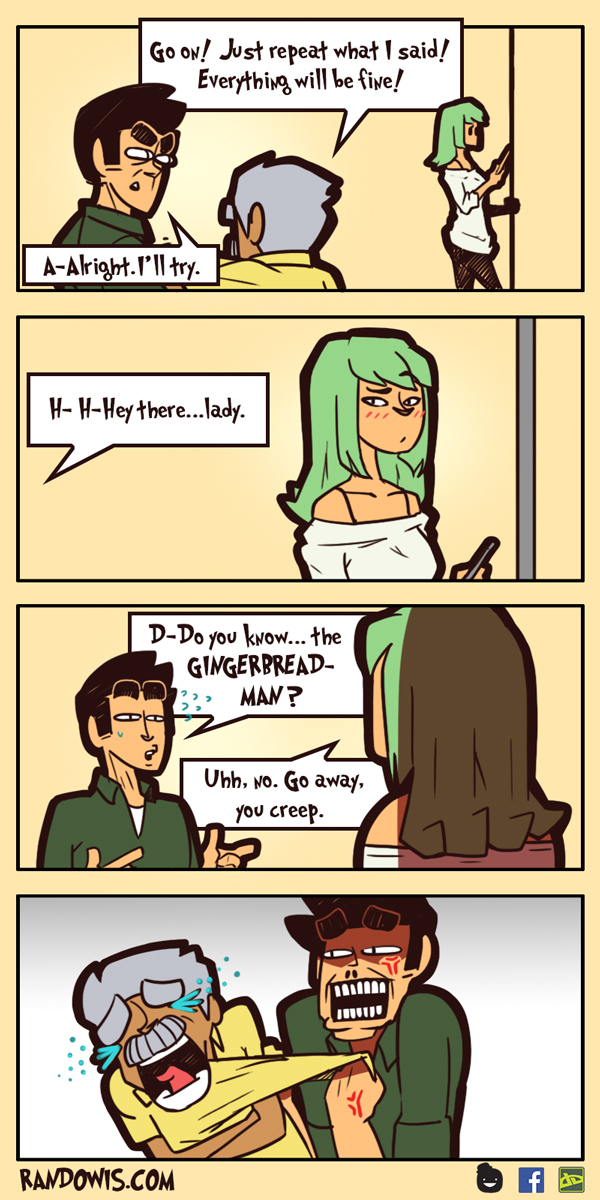 Go on! Just repeat what I said!
Everything will be fine!
A-Alright. I'll try.
H- H-Hey there...lady.
D-Do you know... the
GINGERBREAD-
MAN?
Uhh, no. Go away,
you creep.
RANDOWIS.COM
f